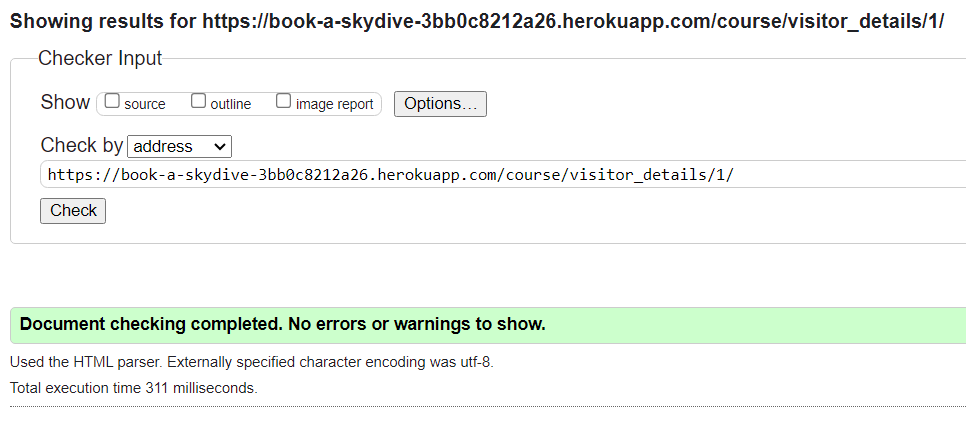 Showing results for https://book-a-skydive-3bb0c8212a26.herokuapp.com/course/visitor_details/1/
Checker Input
Show source outline image report Options…
Check by address
https://book-a-skydive-3bb0c8212a26.herokuapp.com/course/visitor_details/1/
Check
Document checking completed. No errors or warnings to show.
Used the HTML parser. Externally specified character encoding was utf-8.
Total execution time 311 milliseconds.